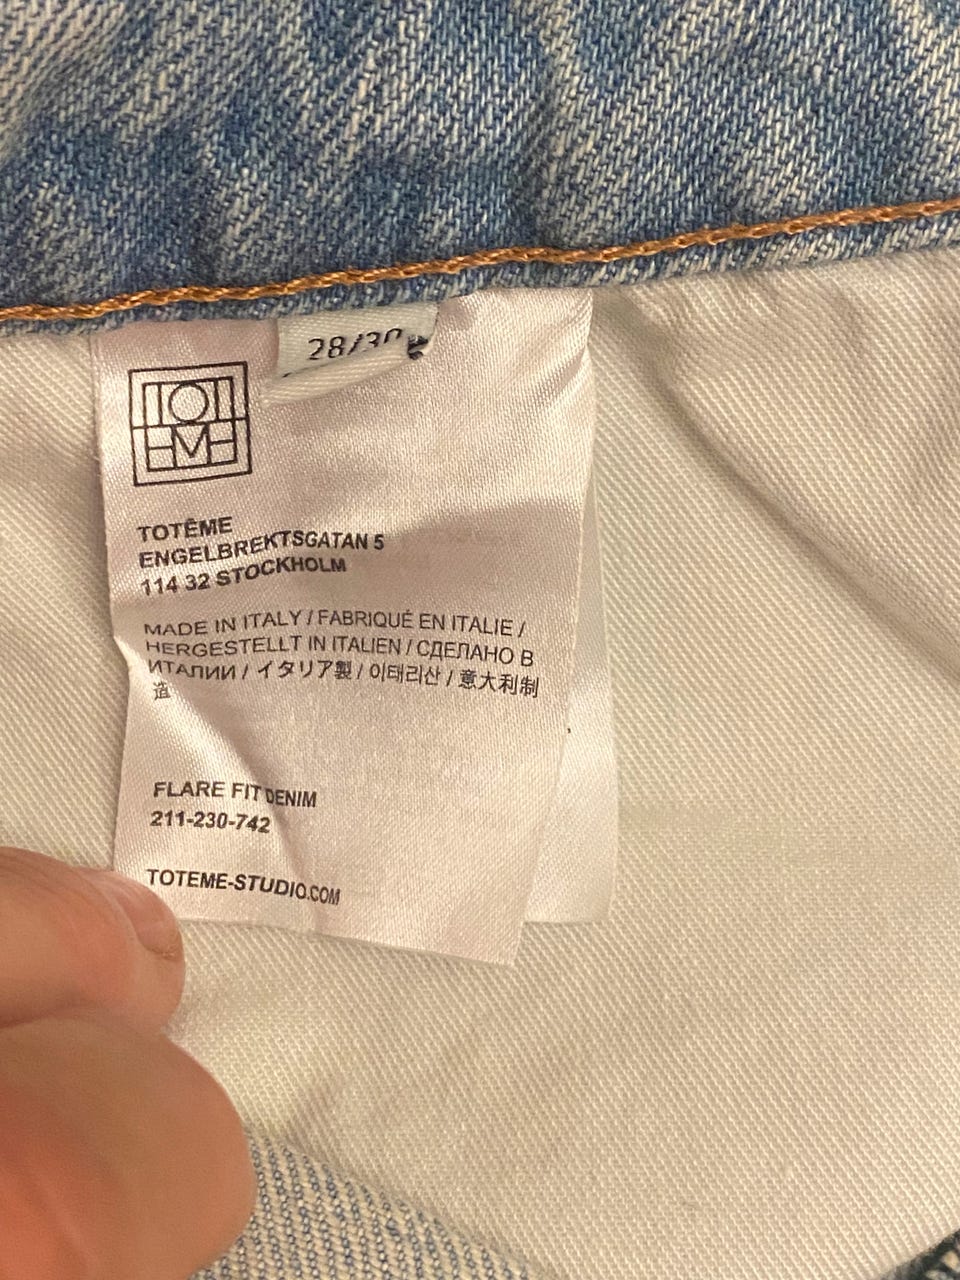 28/30
TOTÊME
TOTÊME
ENGELBREKTSGATAN 5
114 32 STOCKHOLM
MADE IN ITALY / FABRIQUÉ EN ITALIE /
HERGESTELLT IN ITALIEN / СДЕЛАНО В
ИТАЛИИ / イタリア製 / 이태리산 / 意大利制
造
FLARE FIT DENIM
211-230-742
TOTEME-STUDIO.COM